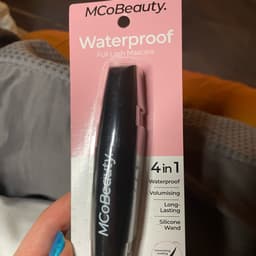 MCoBeauty.
Waterproof
Full Lash Mascara
MCoBeauty.
4 in 1
Waterproof
Volumising
Long-
Lasting
Silicone
Wand